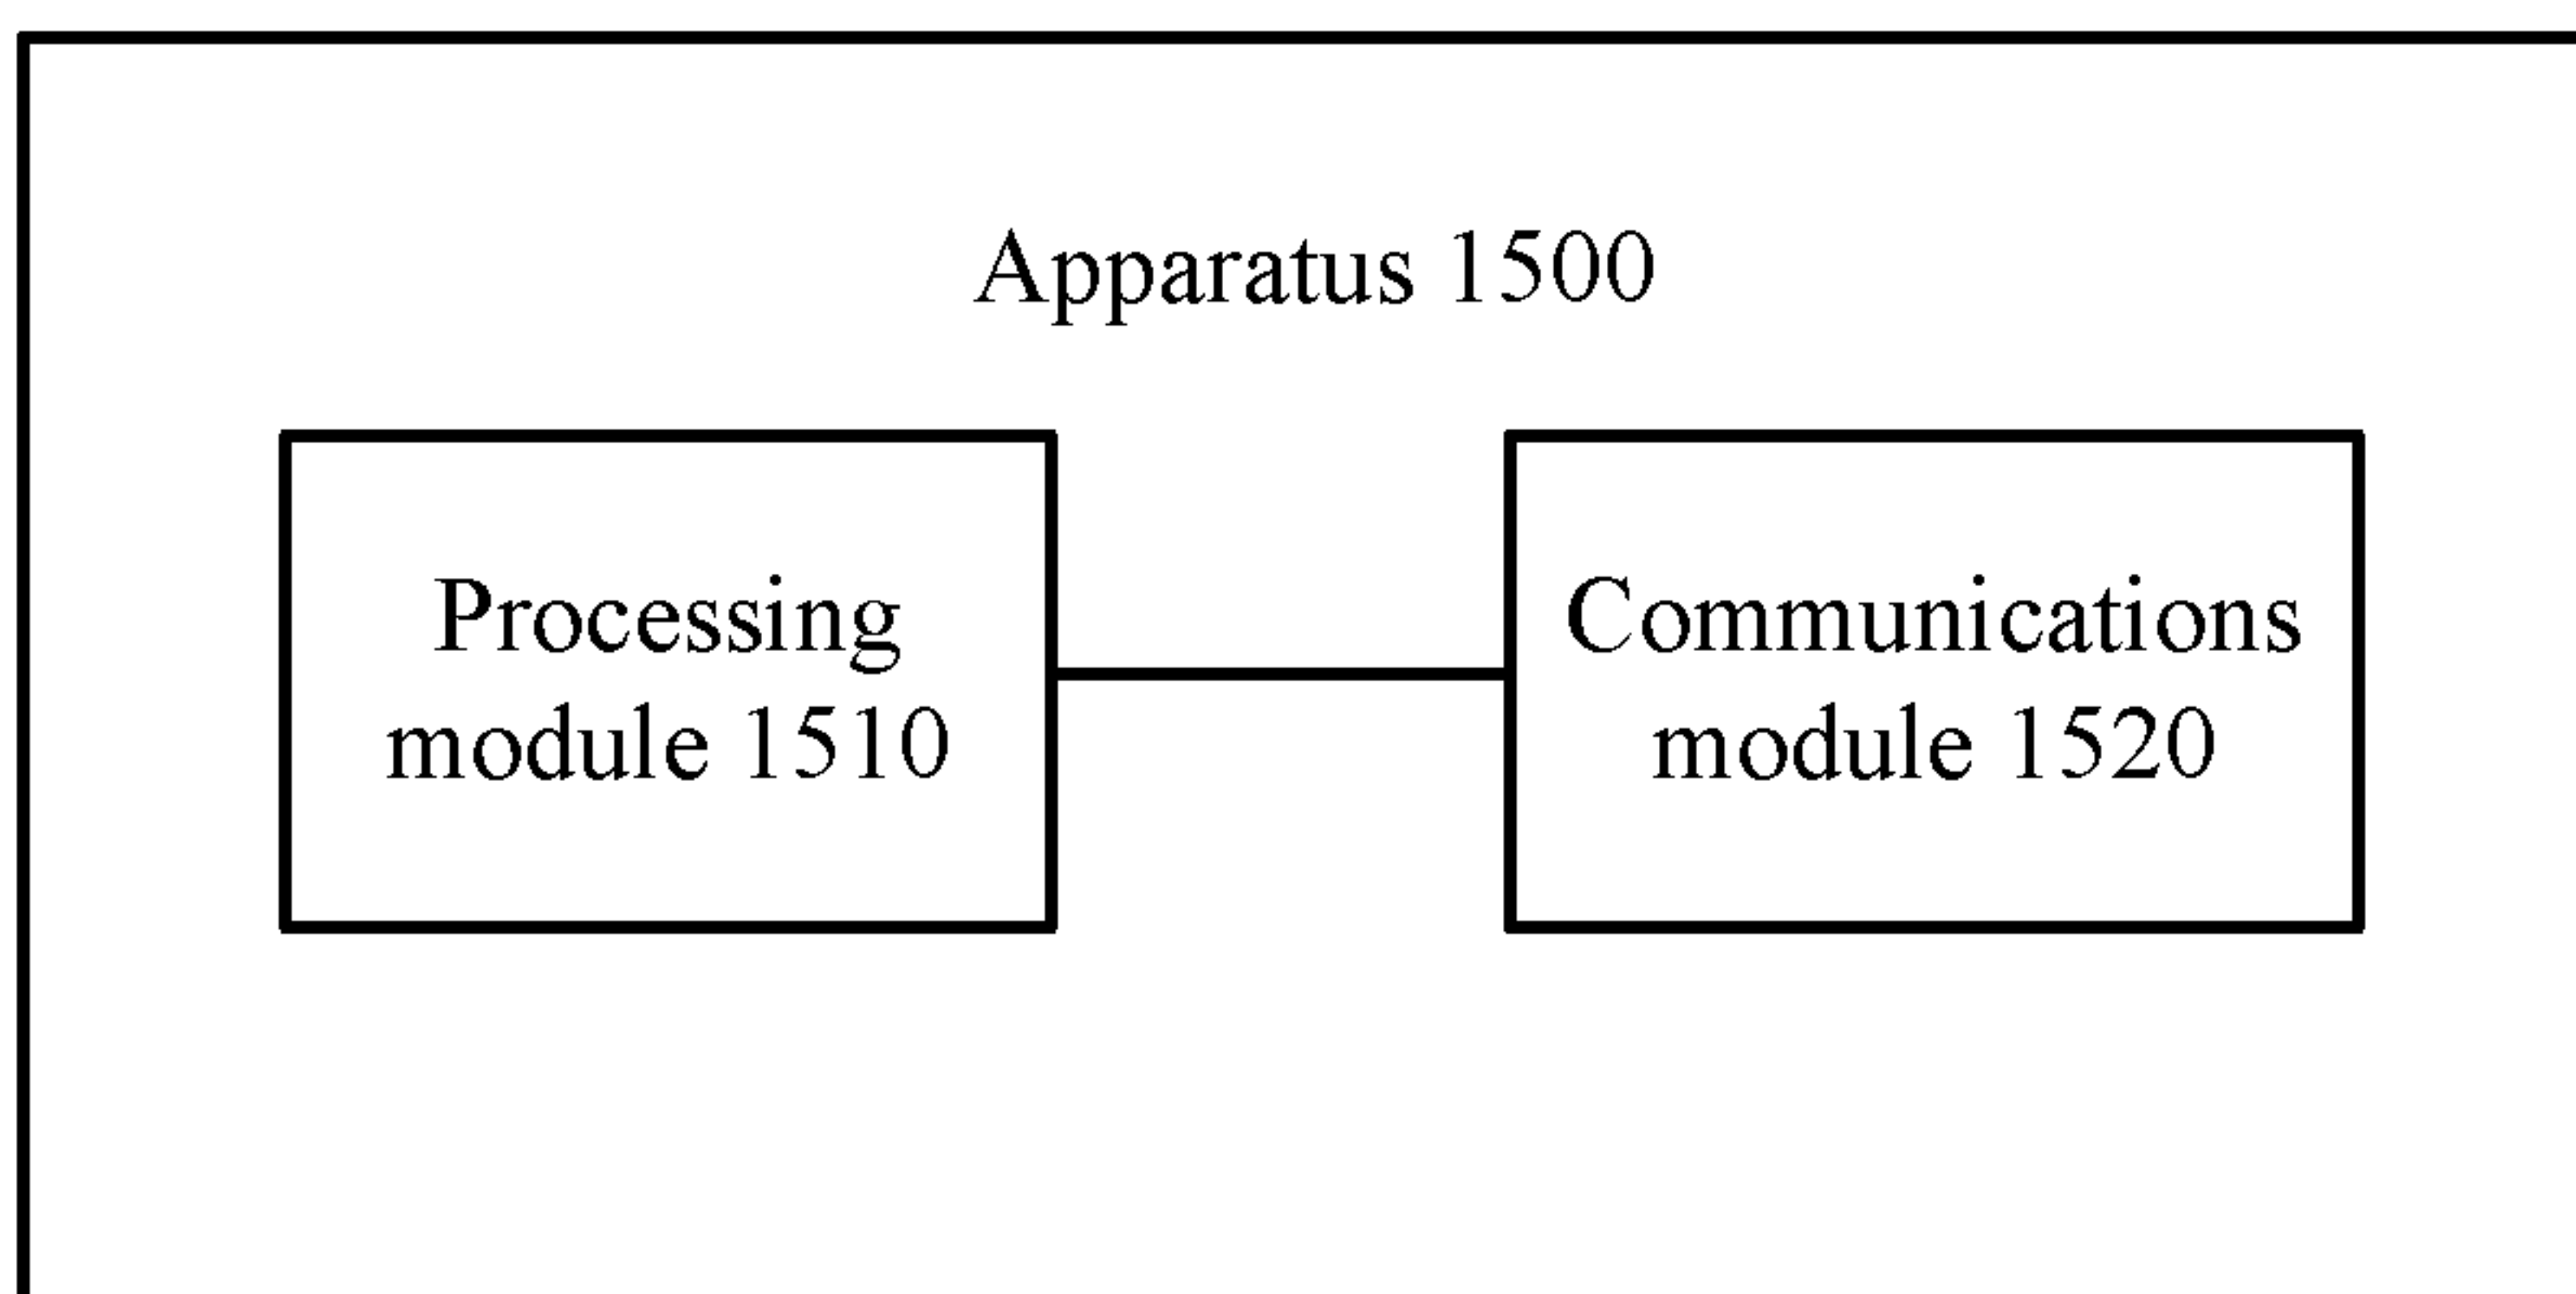 Apparatus 1500
Processing
module 1510
Communications
module 1520